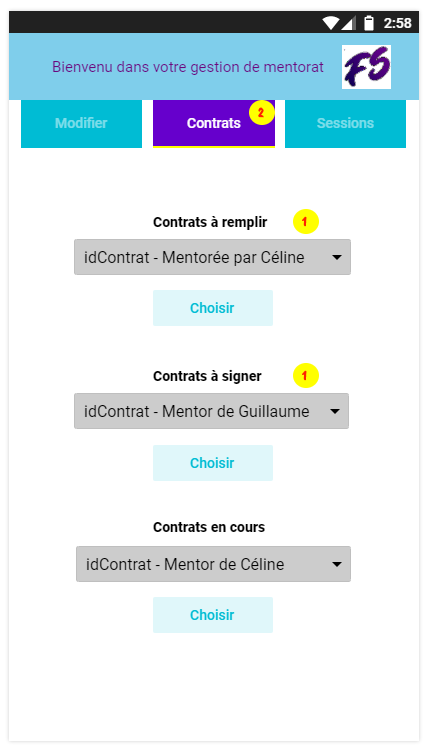 2:58
Bienvenu dans votre gestion de mentorat
FS
Modifier
Contrats
2
Sessions
Contrats à remplir
1
idContrat - Mentorée par Céline
Choisir
Contrats à signer
1
idContrat - Mentor de Guillaume
Choisir
Contrats en cours
idContrat - Mentor de Céline
Choisir